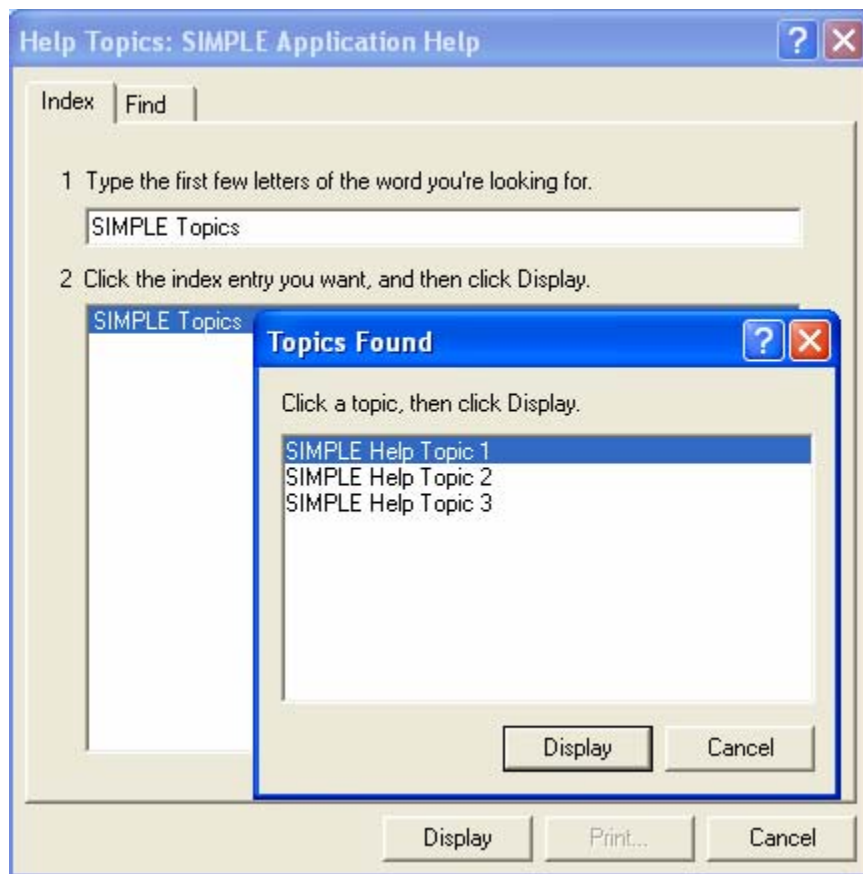 Help Topics: SIMPLE Application Help
Index Find
1 Type the first few letters of the word you're looking for.
SIMPLE Topics
2 Click the index entry you want, and then click Display.
SIMPLE Topics
Topics Found
Click a topic, then click Display.
SIMPLE Help Topic 1
SIMPLE Help Topic 2
SIMPLE Help Topic 3
Display Cancel
Display Print... Cancel